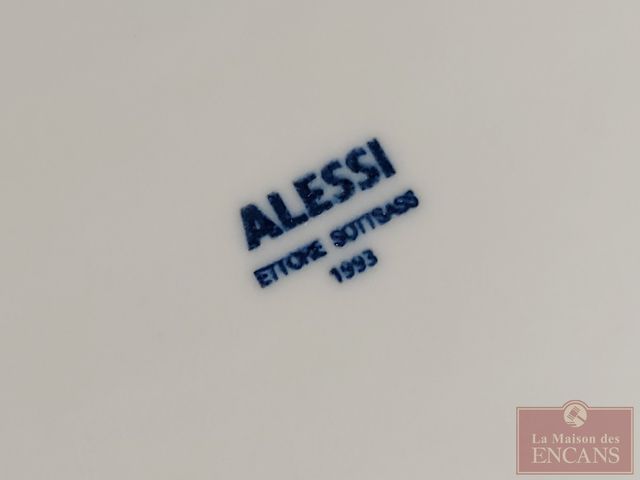 ALESSI
ETTORE SOTTSASS
1993
La Maison des
ENCANS